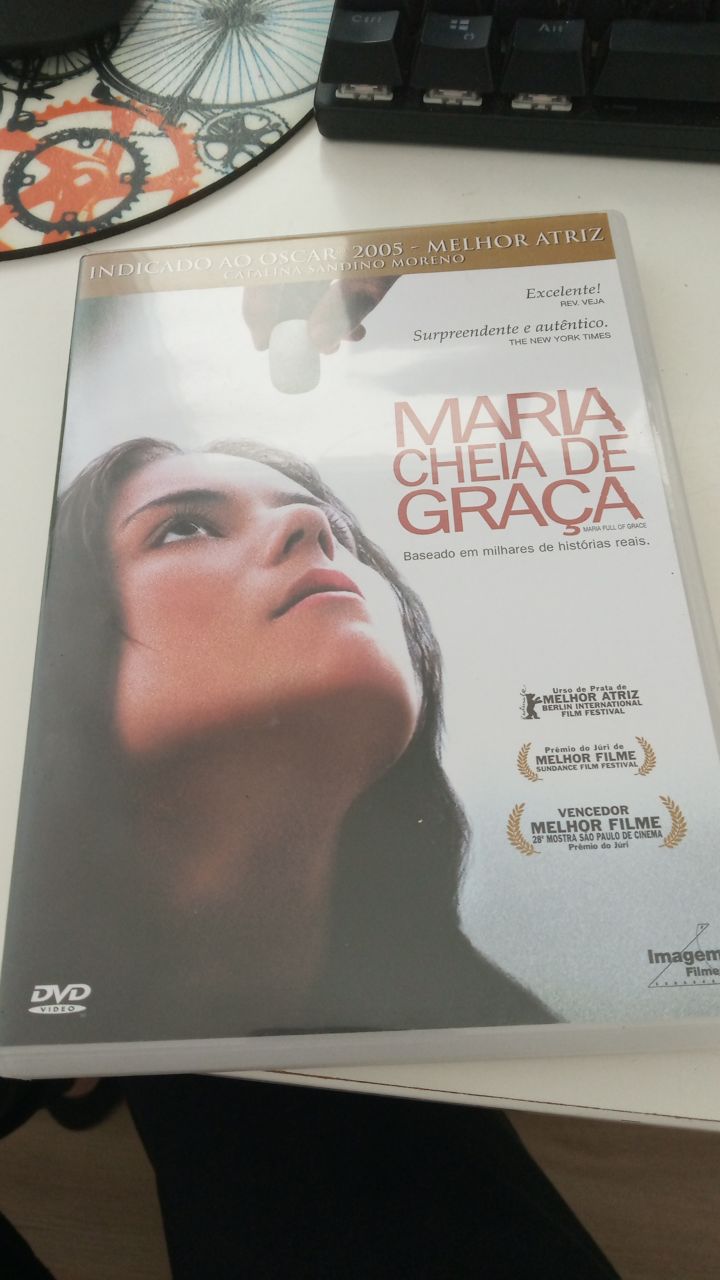 Ctrl
Alt
INDICADO AO OSCAR® 2005 - MELHOR ATRIZ
CATALINA SANDINO MORENO
Excelente!
REV. VEJA
Surpreendente e autêntico.
THE NEW YORK TIMES
MARIA
CHEIA DE
GRAÇA
MARIA FULL OF GRACE
Baseado em milhares de histórias reais.
Urso de Prata de
MELHOR ATRIZ
BERLIN INTERNATIONAL
FILM FESTIVAL
Prêmio do Júri de
MELHOR FILME
SUNDANCE FILM FESTIVAL
VENCEDOR
MELHOR FILME
28ª MOSTRA SÃO PAULO DE CINEMA
Prêmio do Júri
Imagem
Filme
DVD
VIDEO